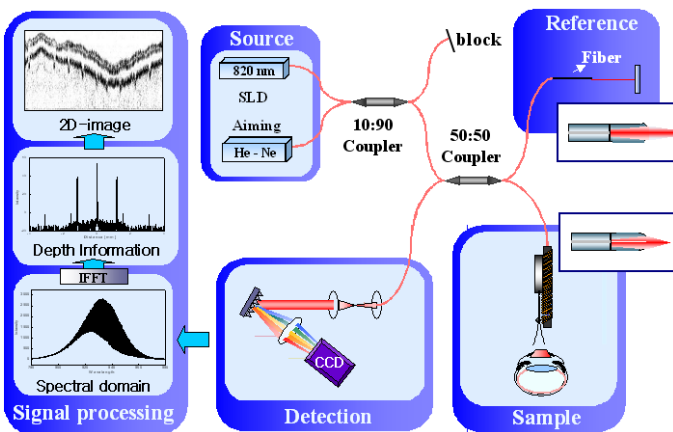 2D-image
Depth Information
IFFT
Spectral domain
Signal processing
Source
820 nm
SLD
Aiming
He - Ne
10:90
Coupler
block
50:50
Coupler
Reference
Fiber
CCD
Detection
Sample